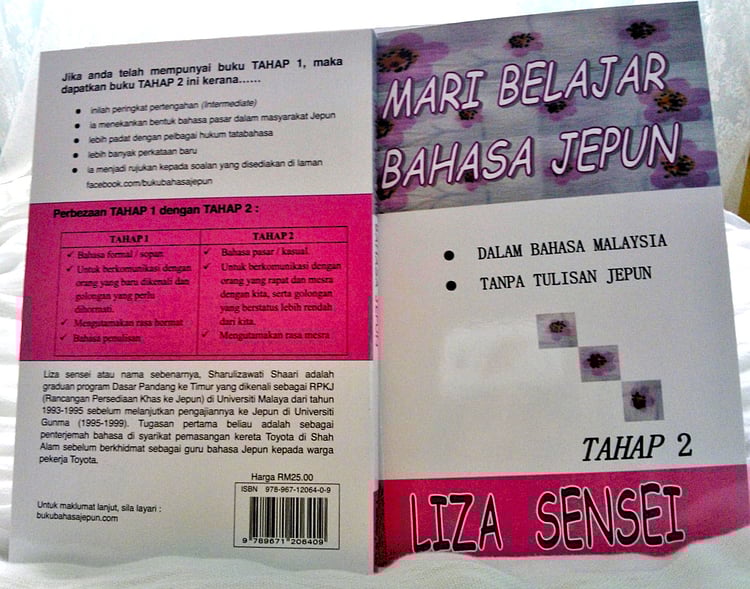 Jika anda telah mempunyai buku TAHAP 1, maka
dapatkan buku TAHAP 2 ini kerana......
• inilah peringkat pertengahan (Intermediate)
• ia menekankan bentuk bahasa pasar dalam masyarakat Jepun
• lebih padat dengan pelbagai hukum tatabahasa
• lebih banyak perkataan baru
• ia menjadi rujukan kepada soalan yang disediakan di laman
facebook.com/bukubahasajepun
Perbezaan TAHAP 1 dengan TAHAP 2 :
TAHAP 1
✓ Bahasa formal / sopan.
✓ Untuk berkomunikasi dengan
orang yang baru dikenali dan
golongan yang perlu
dihormati.
✓ Mengutamakan rasa hormat
✓ Bahasa penulisan
TAHAP 2
✓ Bahasa pasar / kasual.
✓ Untuk berkomunikasi dengan
orang yang rapat dan mesra
dengan kita, serta golongan
yang berstatus lebih rendah
dari kita.
✓ Mengutamakan rasa mesra
Liza sensei atau nama sebenarnya, Sharulizawati Shaari adalah
graduan program Dasar Pandang ke Timur yang dikenali sebagai RPKJ
(Rancangan Persediaan Khas ke Jepun) di Universiti Malaya dari tahun
1993-1995 sebelum melanjutkan pengajiannya ke Jepun di Universiti
Gunma (1995-1999). Tugasan pertama beliau adalah sebagai
penterjemah bahasa di syarikat pemasangan kereta Toyota di Shah
Alam sebelum berkhidmat sebagai guru bahasa Jepun kepada warga
pekerja Toyota.
Harga RM25.00
ISBN 978-967-12064-0-9
9 789671 206409
Untuk maklumat lanjut, sila layari :
bukubahasajepun.com
MARI BELAJAR
BAHASA JEPUN
• DALAM BAHASA MALAYSIA
• TANPA TULISAN JEPUN
TAHAP 2
LIZA SENSEI